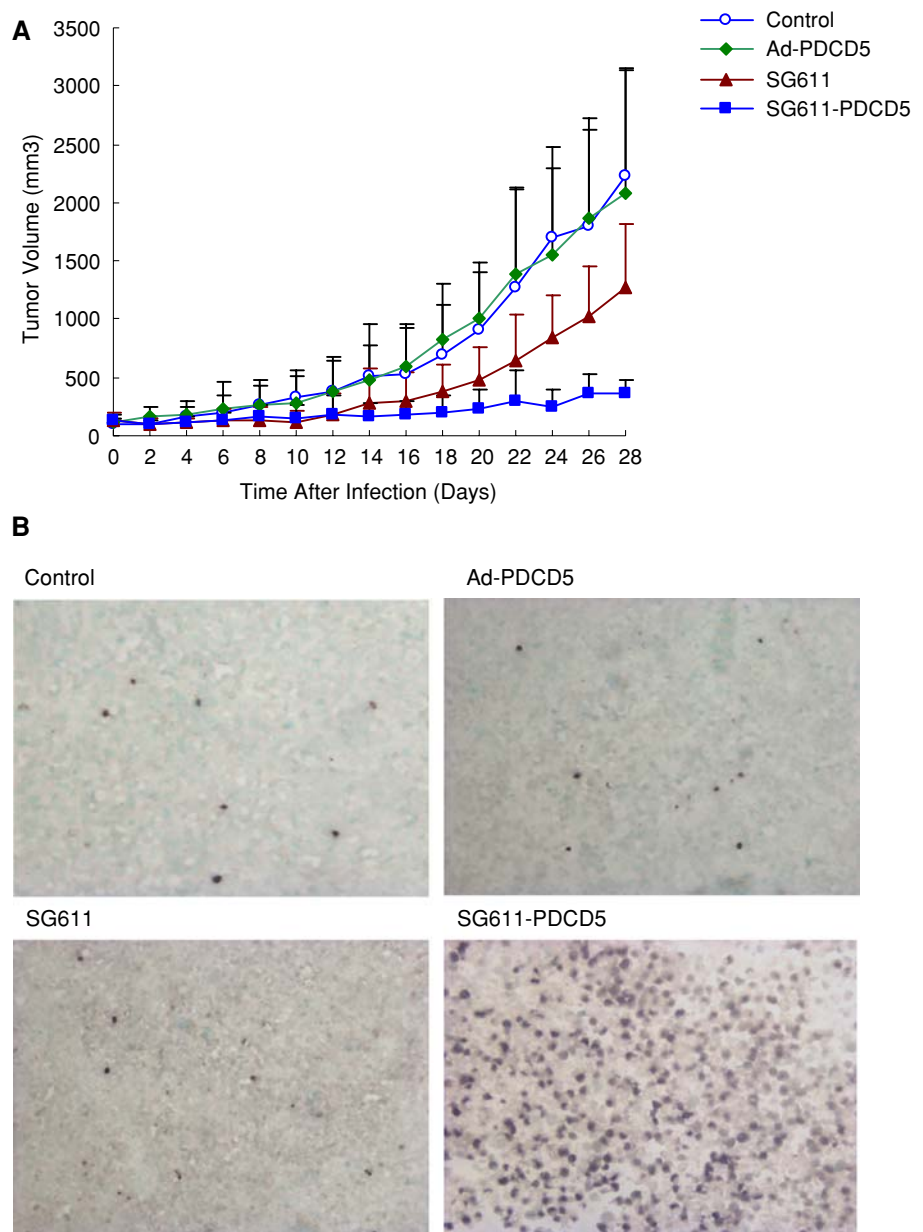 A
Control
Ad-PDCD5
SG611
SG611-PDCD5
3500
3000
2500
2000
1500
1000
500
0
Tumor Volume (mm3)
0 2 4 6 8 10 12 14 16 18 20 22 24 26 28
Time After Infection (Days)
B
Control
Ad-PDCD5
SG611
SG611-PDCD5